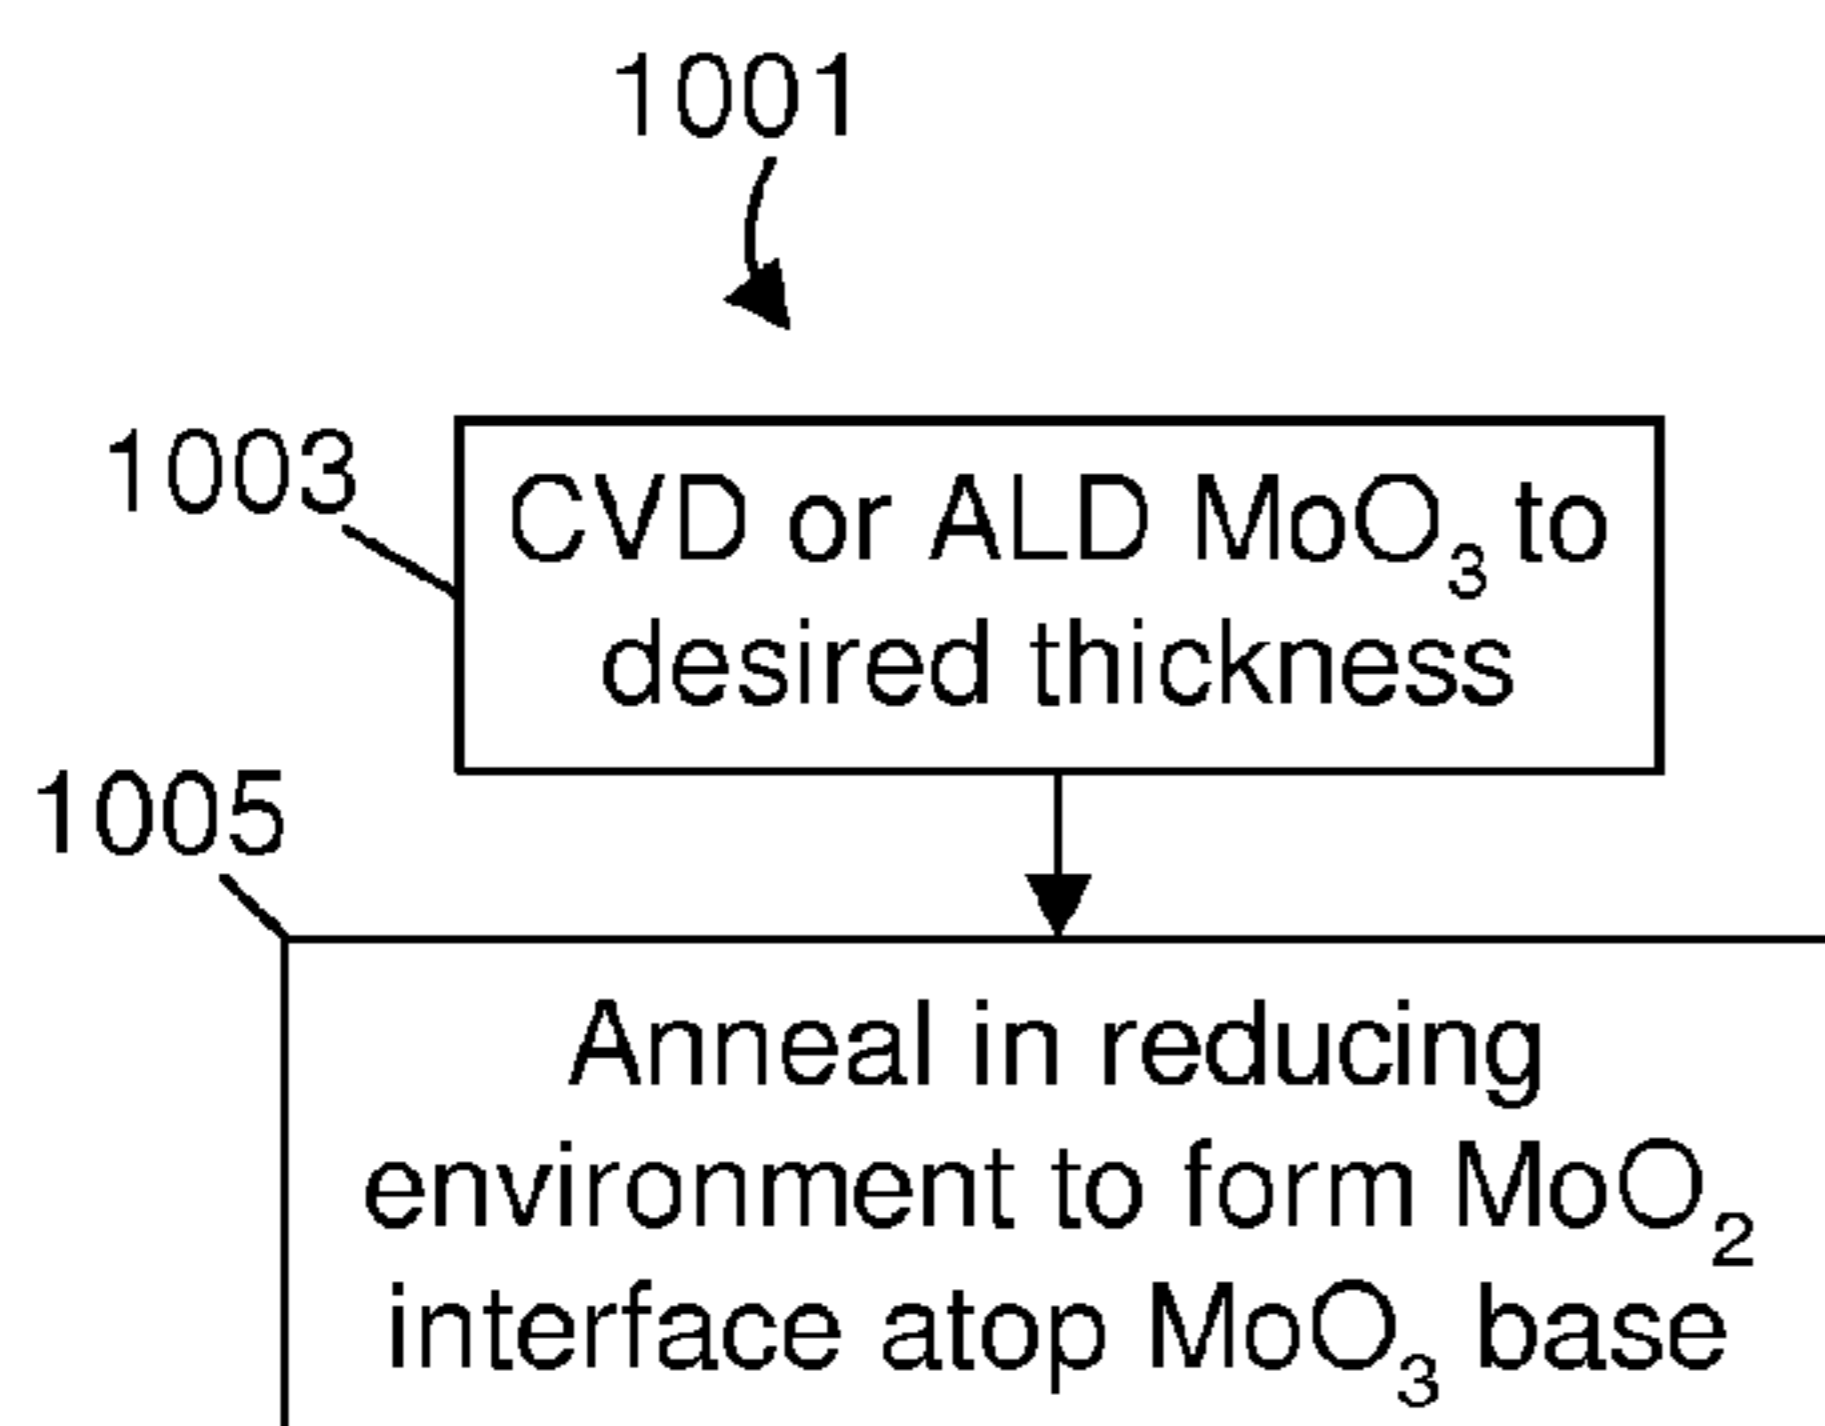 1001
1003
CVD or ALD MoO₃ to
desired thickness
1005
Anneal in reducing
environment to form MoO₂
interface atop MoO₃ base